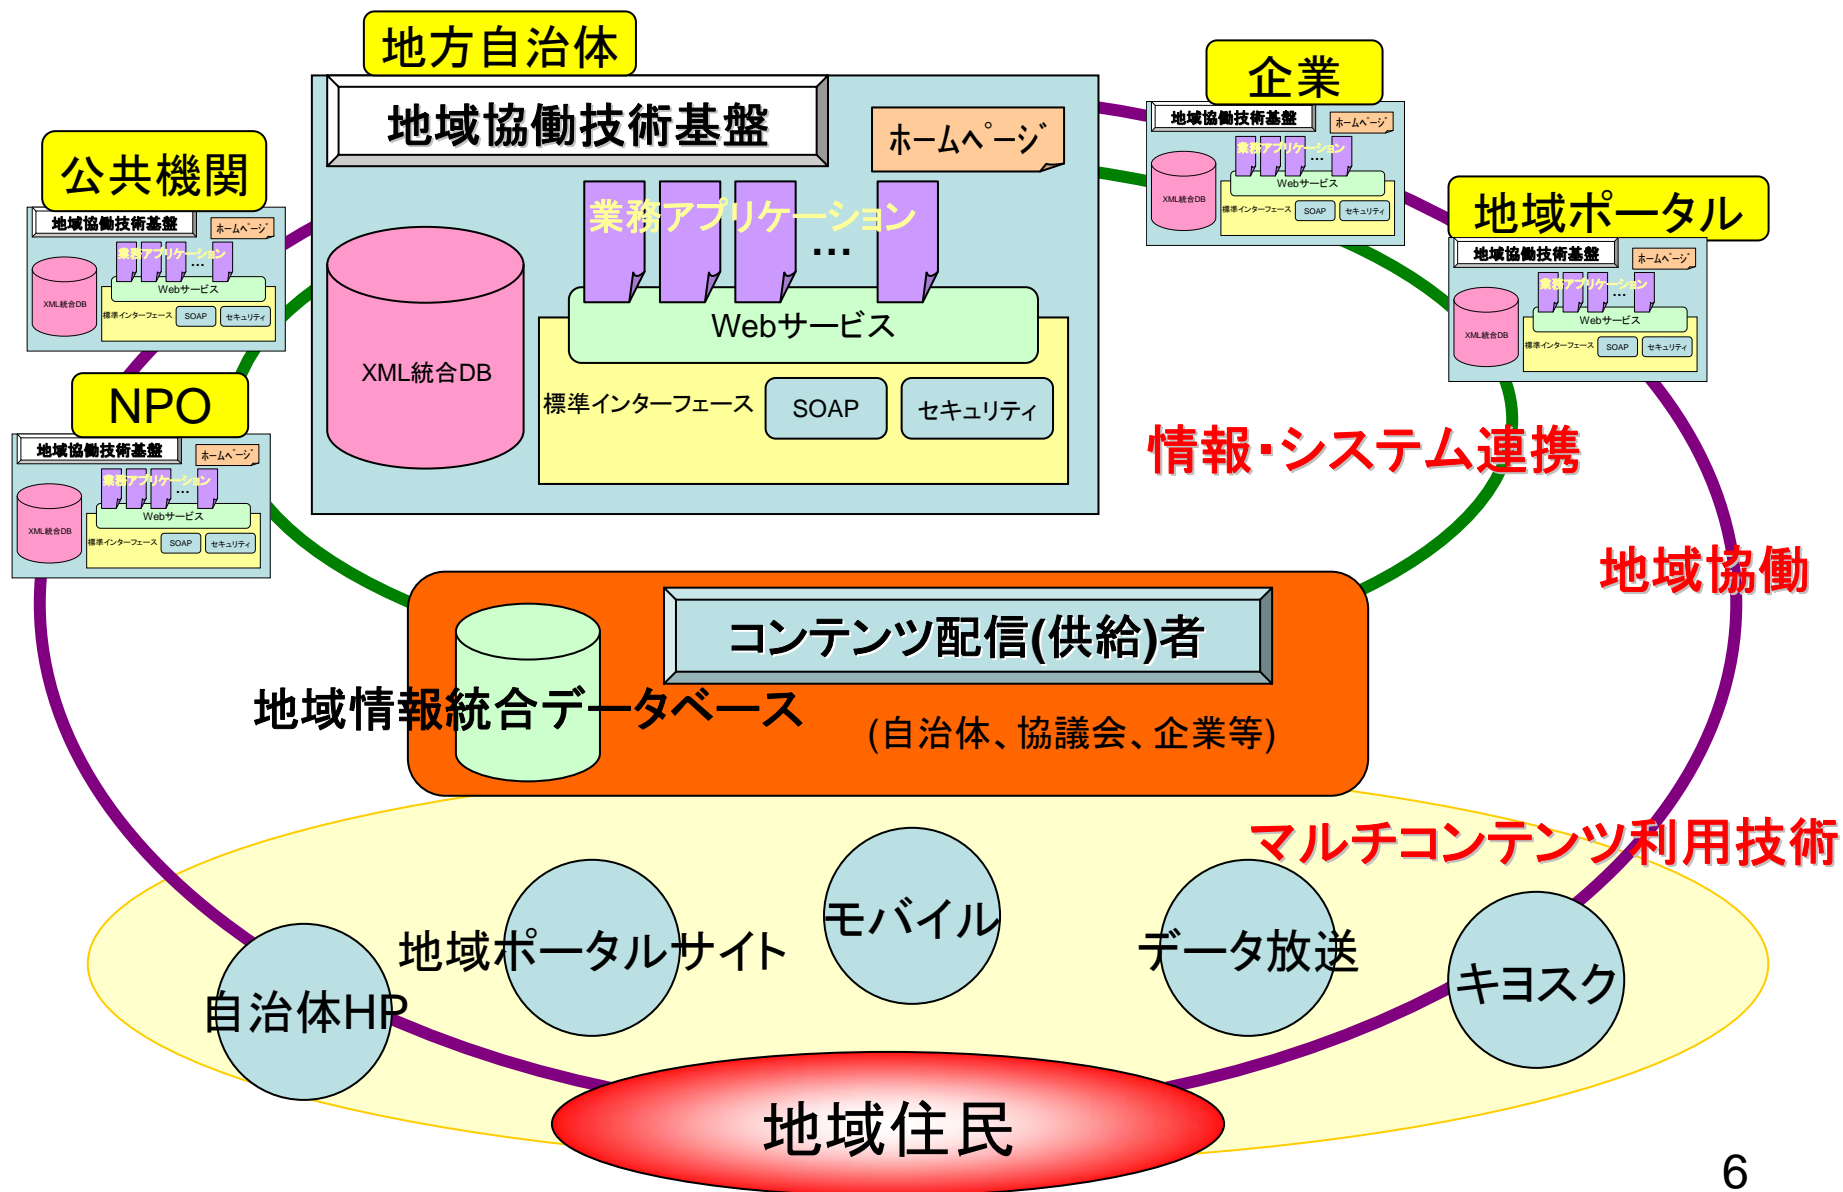 地方自治体
地域協働技術基盤
ホームページ
業務アプリケーション
...
Webサービス
XML統合DB
標準インターフェース
SOAP
セキュリティ
企業
地域協働技術基盤
ホームページ
業務アプリケーション
...
Webサービス
XML統合DB
標準インターフェース
SOAP
セキュリティ
公共機関
地域協働技術基盤
ホームページ
業務アプリケーション
...
Webサービス
XML統合DB
標準インターフェース
SOAP
セキュリティ
地域ポータル
地域協働技術基盤
ホームページ
業務アプリケーション
...
Webサービス
XML統合DB
標準インターフェース
SOAP
セキュリティ
NPO
地域協働技術基盤
ホームページ
業務アプリケーション
...
Webサービス
XML統合DB
標準インターフェース
SOAP
セキュリティ
情報・システム連携
地域協働
コンテンツ配信(供給)者
地域情報統合データベース
(自治体、協議会、企業等)
マルチコンテンツ利用技術
自治体HP
地域ポータルサイト
モバイル
データ放送
キヨスク
地域住民
6